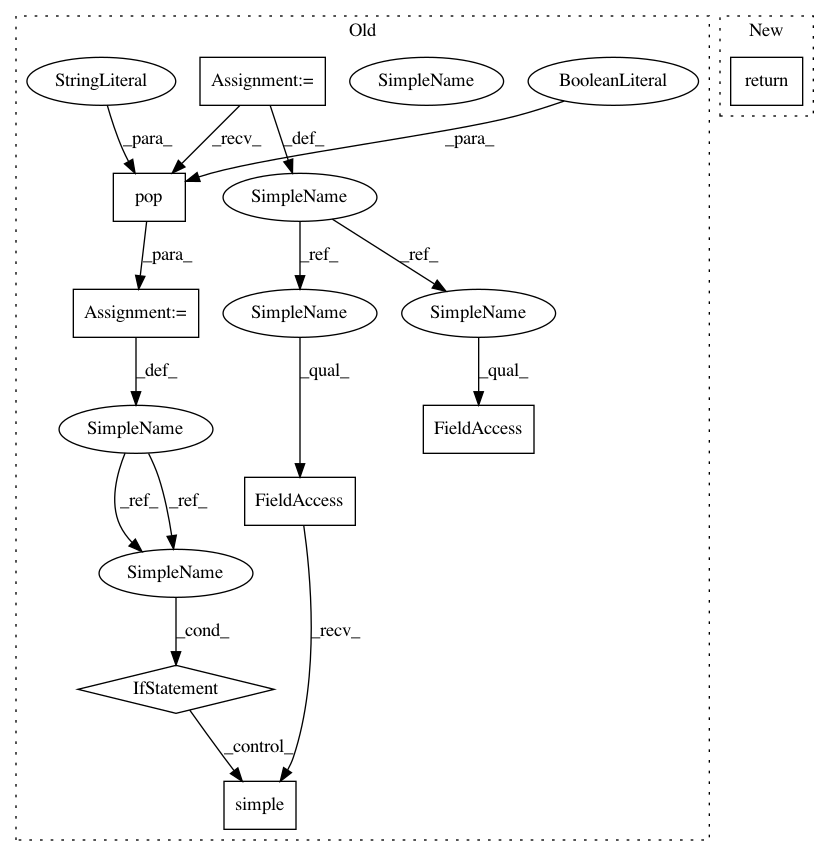 Old
New
StringLiteral
Assignment:=
SimpleName
BooleanLiteral
return
_para_
_recv_
_def_
_para_
pop
SimpleName
_para_
_ref_
_ref_
Assignment:=
SimpleName
SimpleName
_def_
_qual_
_qual_
SimpleName
FieldAccess
_ref_
_ref_
FieldAccess
SimpleName
_cond_
_recv_
IfStatement
_control_
simple